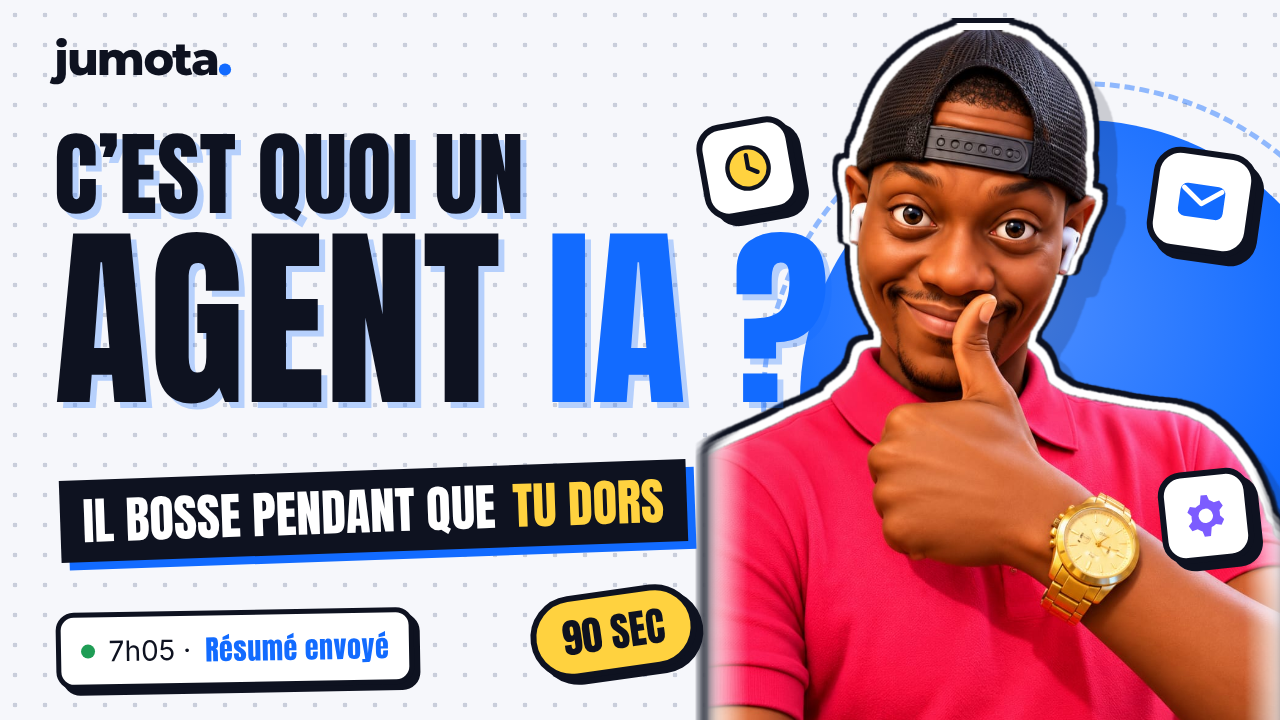 jumota.
C'EST QUOI UN
AGENT IA ?
IL BOSSE PENDANT QUE TU DORS
7h05 · Résumé envoyé
90 SEC